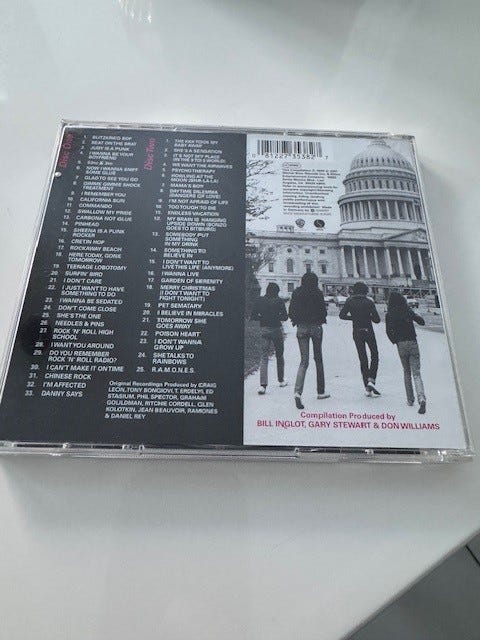 Disc One
1. BLITZKRIEG BOP
2. BEAT ON THE BRAT
3. JUDY IS A PUNK
4. I WANNA BE YOUR
BOYFRIEND
5. 53rd & 3rd
6. NOW I WANNA SNIFF
SOME GLUE
7. GLAD TO SEE YOU GO
8. GIMME GIMME SHOCK
TREATMENT
9. I REMEMBER YOU
10. CALIFORNIA SUN
11. COMMANDO
12. SWALLOW MY PRIDE
13. CARBONA NOT GLUE
14. PINHEAD
15. SHEENA IS A PUNK
ROCKER
16. CRETIN HOP
17. ROCKAWAY BEACH
18. HERE TODAY, GONE
TOMORROW
19. TEENAGE LOBOTOMY
20. SURFIN' BIRD
21. I DON'T CARE
22. I JUST WANT TO HAVE
SOMETHING TO DO
23. I WANNA BE SEDATED
24. DON'T COME CLOSE
25. SHE'S THE ONE
26. NEEDLES & PINS
27. ROCK 'N' ROLL HIGH
SCHOOL
28. I WANT YOU AROUND
29. DO YOU REMEMBER
ROCK 'N' ROLL RADIO?
30. I CAN'T MAKE IT ON TIME
31. CHINESE ROCK
32. I'M AFFECTED
33. DANNY SAYS
Disc Two
1. THE KKK TOOK MY
BABY AWAY
2. SHE'S A SENSATION
3. IT'S NOT MY PLACE
(IN THE 9 TO 5 WORLD)
4. WE WANT THE AIRWAVES
5. PSYCHOTHERAPY
6. HOWLING AT THE
MOON (SHA-LA-LA)
7. MAMA'S BOY
8. DAYTIME DILEMMA
(DANGERS OF LOVE)
9. I'M NOT AFRAID OF LIFE
10. TOO TOUGH TO DIE
11. ENDLESS VACATION
12. MY BRAIN IS HANGING
UPSIDE DOWN (BONZO
GOES TO BITBURG)
13. SOMEBODY PUT
SOMETHING
IN MY DRINK
14. SOMETHING TO
BELIEVE IN
15. I DON'T WANT TO
LIVE THIS LIFE (ANYMORE)
16. I WANNA LIVE
17. GARDEN OF SERENITY
18. MERRY CHRISTMAS
(I DON'T WANT TO
FIGHT TONIGHT)
19. PET SEMATARY
20. I BELIEVE IN MIRACLES
21. TOMORROW SHE
GOES AWAY
22. POISON HEART
23. I DON'T WANNA
GROW UP
24. SHE TALKS TO
RAINBOWS
25. R.A.M.O.N.E.S.
Original Recordings Produced by CRAIG
LEON, TONY BONGIOVI, T. ERDELYI, ED
STASIUM, PHIL SPECTOR, GRAHAM
GOULDMAN, RITCHIE CORDELL, GLEN
KOLOTKIN, JEAN BEAUVOIR, RAMONES
& DANIEL REY
0 81227 35382 7
Compilation Produced by
BILL INGLOT, GARY STEWART & DON WILLIAMS